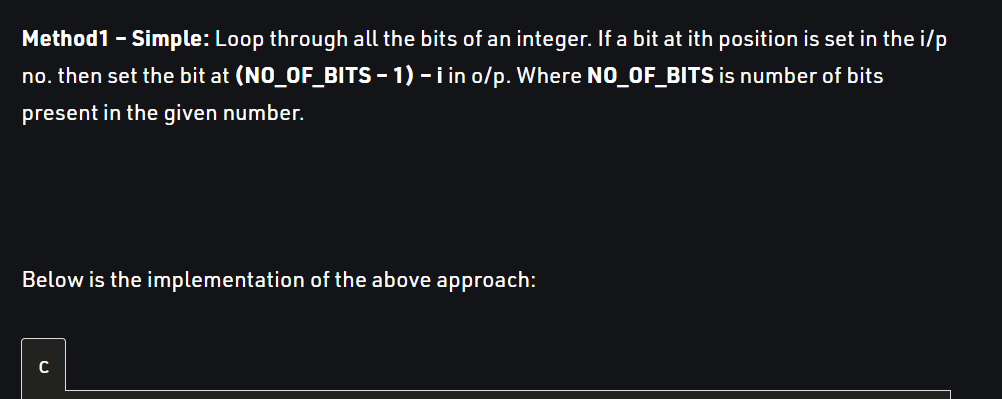 Method1 – Simple: Loop through all the bits of an integer. If a bit at ith position is set in the i/p
no. then set the bit at (NO_OF_BITS – 1) – i in o/p. Where NO_OF_BITS is number of bits
present in the given number.
Below is the implementation of the above approach:
C